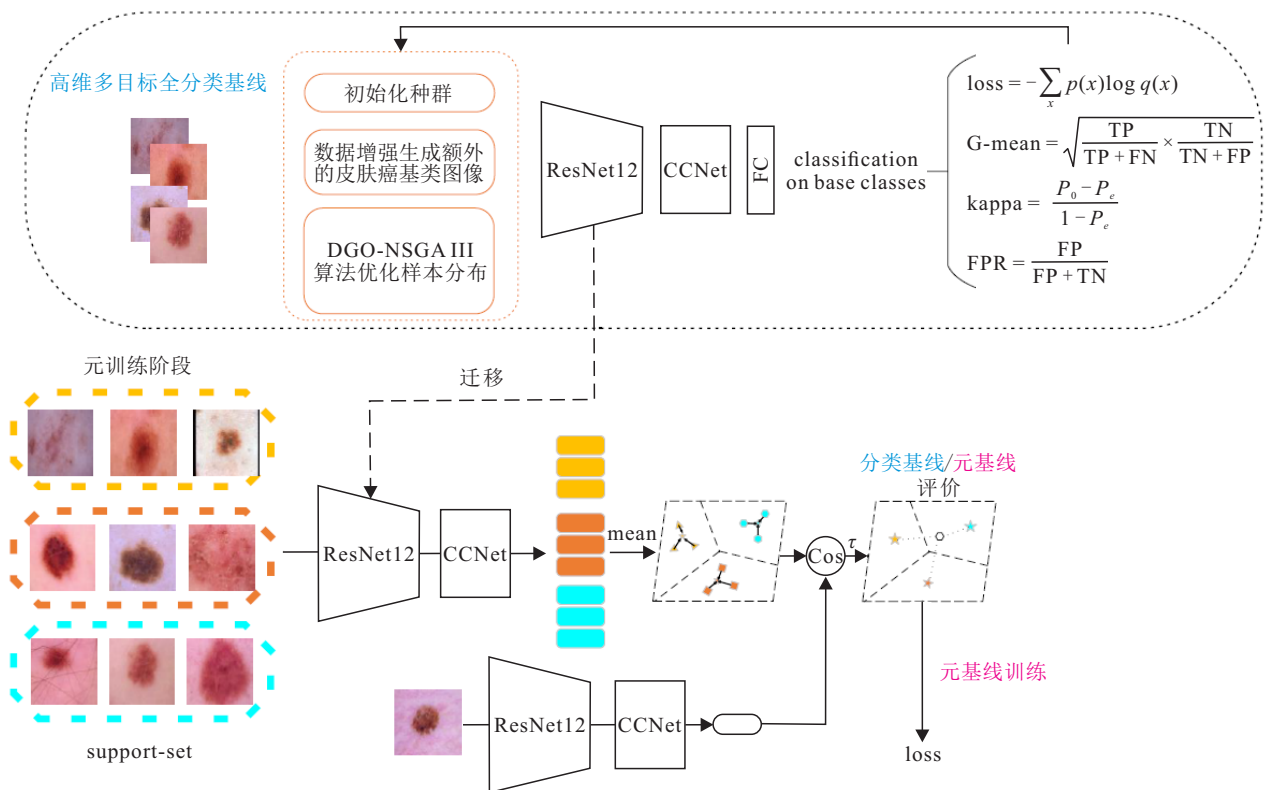 高维多目标全分类基线
初始化种群
数据增强生成额外
的皮肤癌基类图像
DGO-NSGA III
算法优化样本分布
ResNet12
CCNet
FC
classification
on base classes
loss = −∑ₓ p(x)log q(x)
G-mean = √(TP/(TP + FN) × TN/(TN + FP))
kappa = (P₀ − Pₑ)/(1 − Pₑ)
FPR = FP/(FP + TN)
元训练阶段
迁移
ResNet12
CCNet
mean
Cos
τ
分类基线/元基线
评价
元基线训练
loss
ResNet12
CCNet
support-set